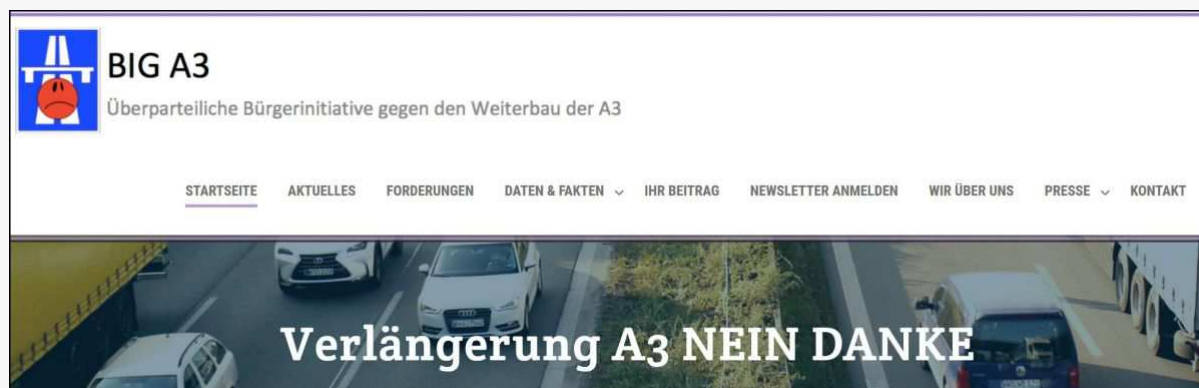 BIG A3
Überparteiliche Bürgerinitiative gegen den Weiterbau der A3
STARTSEITE AKTUELLES FORDERUNGEN DATEN & FAKTEN IHR BEITRAG NEWSLETTER ANMELDEN WIR ÜBER UNS PRESSE KONTAKT
Verlängerung A3 NEIN DANKE